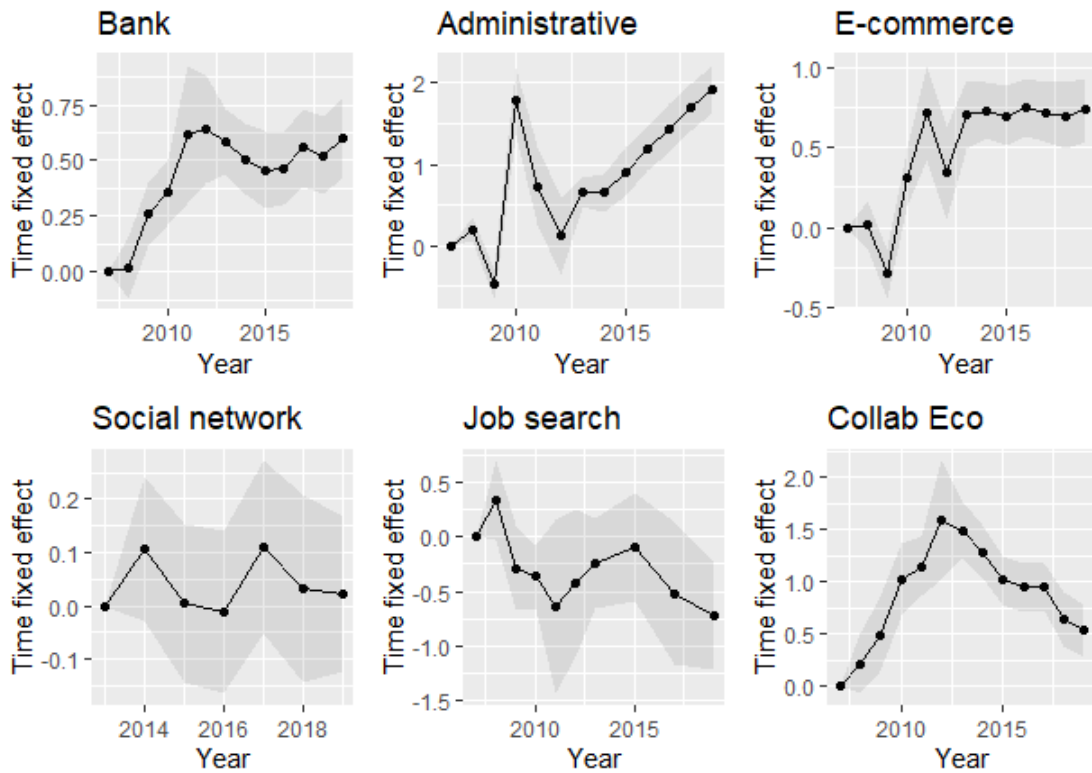 Bank
Time fixed effect
0.75
0.50
0.25
0.00
2010 2015
Year
Administrative
Time fixed effect
2
1
0
2010 2015
Year
E-commerce
Time fixed effect
1.0
0.5
0.0
-0.5
2010 2015
Year
Social network
Time fixed effect
0.2
0.1
0.0
-0.1
2014 2016 2018
Year
Job search
Time fixed effect
0.5
0.0
-0.5
-1.0
-1.5
2010 2015
Year
Collab Eco
Time fixed effect
2.0
1.5
1.0
0.5
0.0
2010 2015
Year